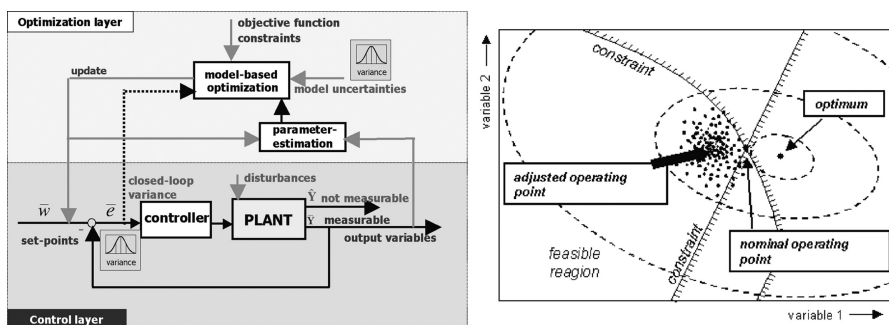 Optimization layer
objective function
constraints
update
model-based
optimization
variance
model uncertainties
parameter-
estimation
closed-loop
variance
disturbances
w
e
controller
PLANT
Ŷ not measurable
Ȳ measurable
set-points
-
variance
output variables
Control layer
variable 2
constraint
optimum
adjusted operating
point
constraint
nominal operating
point
feasible
reagion
variable 1